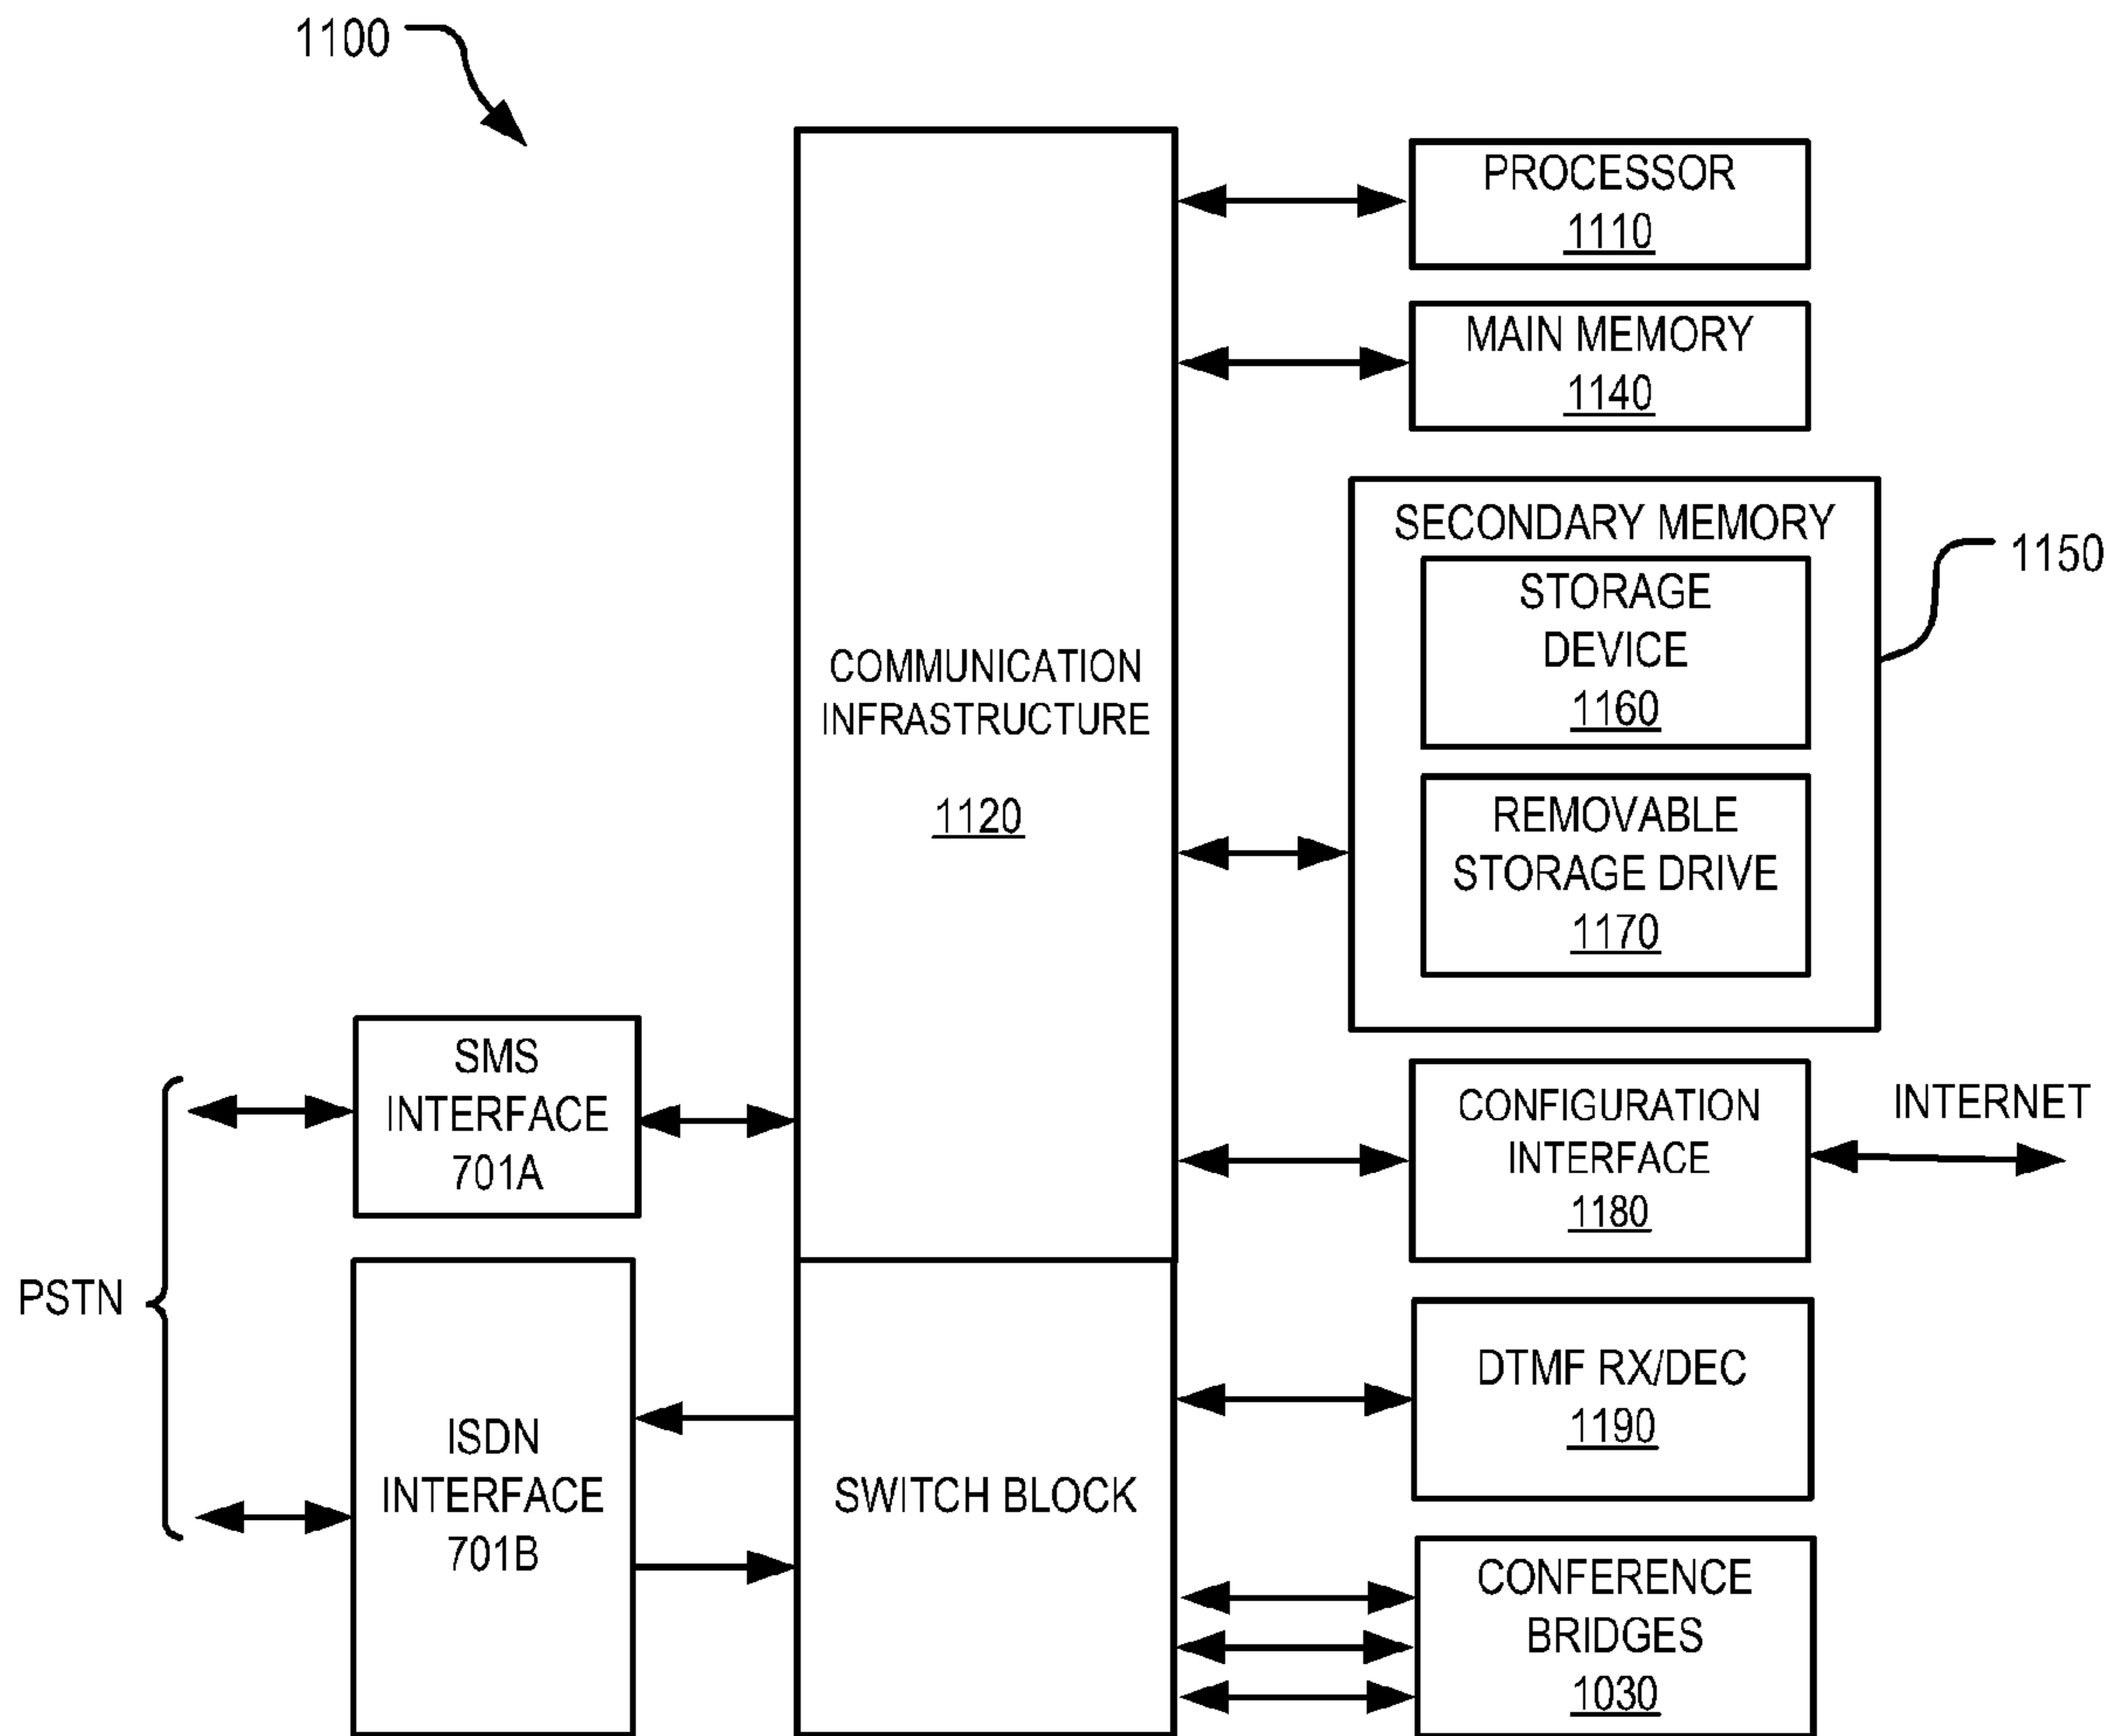 1100
PROCESSOR
1110
MAIN MEMORY
1140
SECONDARY MEMORY
STORAGE
DEVICE
1160
1150
REMOVABLE
STORAGE DRIVE
1170
COMMUNICATION
INFRASTRUCTURE
1120
SMS
INTERFACE
701A
CONFIGURATION
INTERFACE
1180
INTERNET
PSTN
ISDN
INTERFACE
701B
SWITCH BLOCK
DTMF RX/DEC
1190
CONFERENCE
BRIDGES
1030